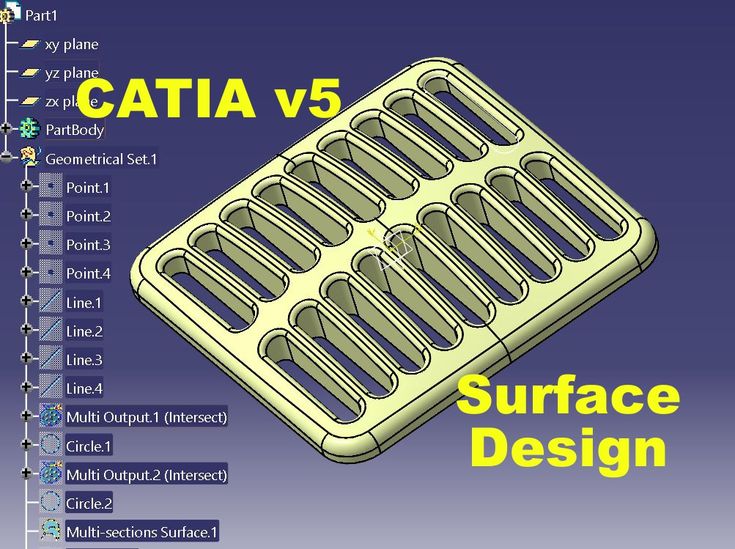 Part1
xy plane
yz plane
zx plane
CATIA v5
PartBody
Geometrical Set.1
Point.1
Point.2
Point.3
Point.4
Line.1
Line.2
Line.3
Line.4
Multi Output.1 (Intersect)
Circle.1
Multi Output.2 (Intersect)
Circle.2
Multi-sections Surface.1
Surface
Design